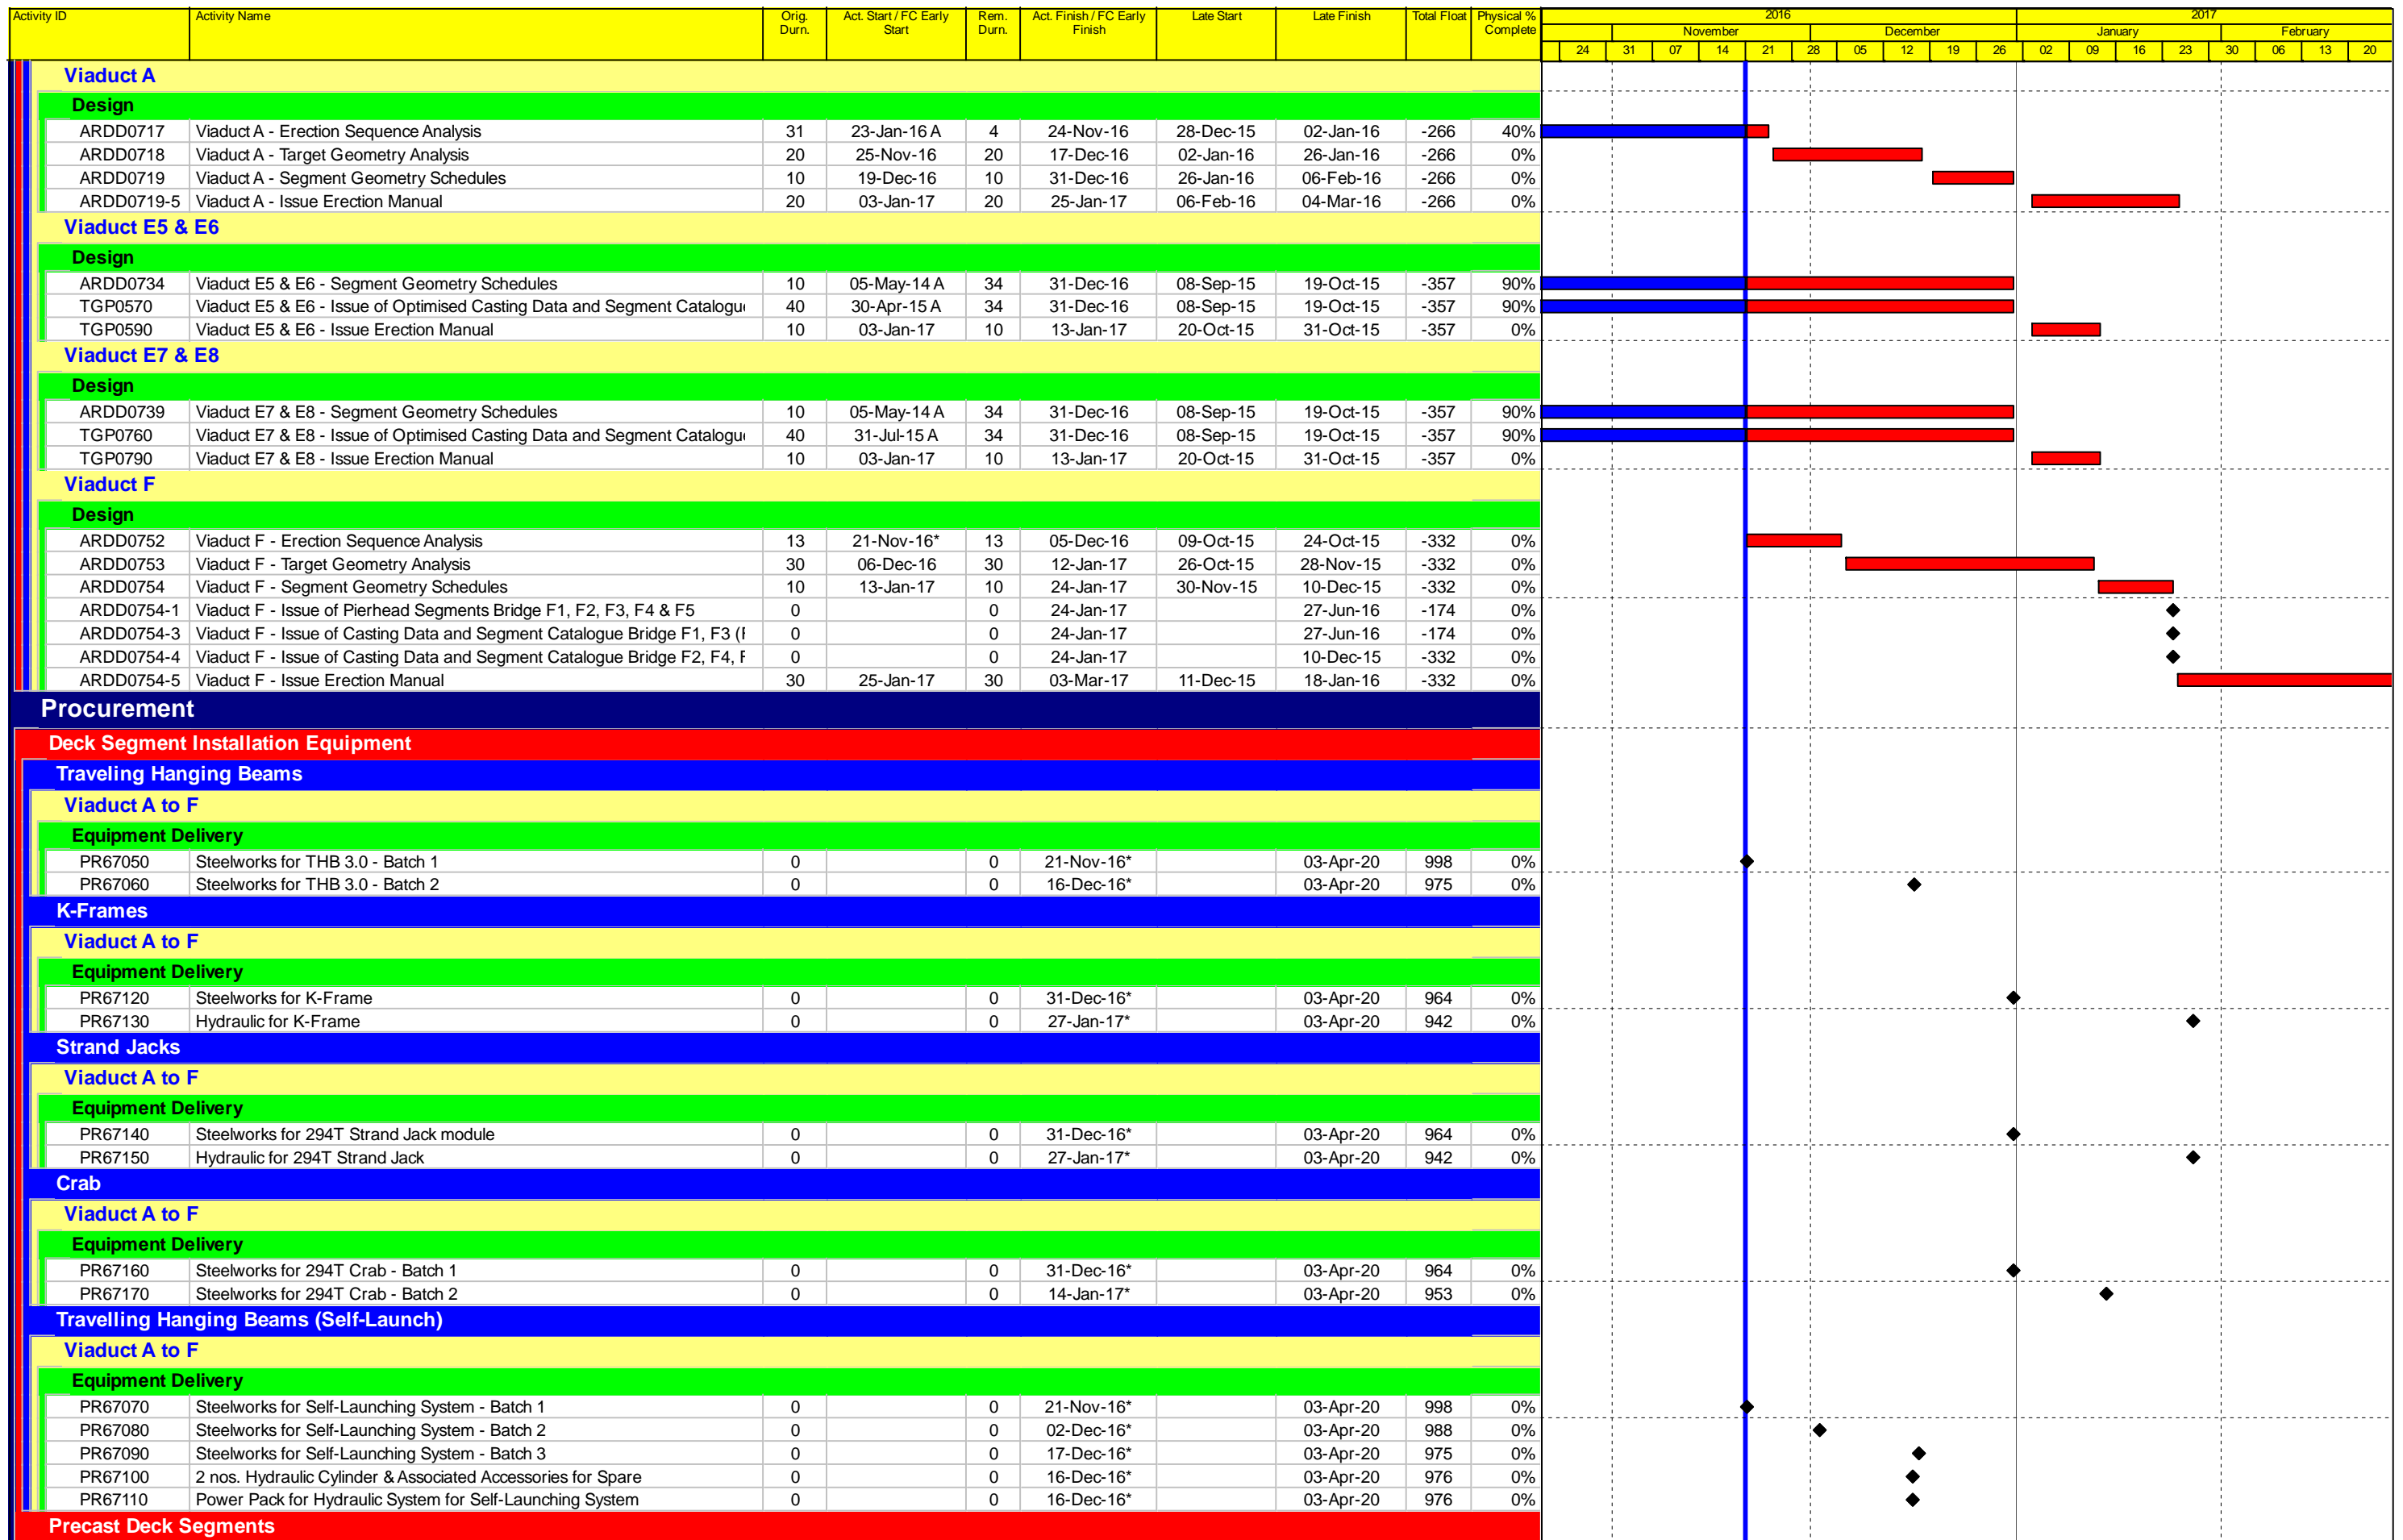 Activity ID Activity Name Orig. Durn. Act. Start / FC Early Start Rem. Durn. Act. Finish / FC Early Finish Late Start Late Finish Total Float Physical % Complete 2016 2017
November December January February
24 31 07 14 21 28 05 12 19 26 02 09 16 23 30 06 13 20
Viaduct A
Design
ARDD0717 Viaduct A - Erection Sequence Analysis 31 23-Jan-16 A 4 24-Nov-16 28-Dec-15 02-Jan-16 -266 40%
ARDD0718 Viaduct A - Target Geometry Analysis 20 25-Nov-16 20 17-Dec-16 02-Jan-16 26-Jan-16 -266 0%
ARDD0719 Viaduct A - Segment Geometry Schedules 10 19-Dec-16 10 31-Dec-16 26-Jan-16 06-Feb-16 -266 0%
ARDD0719-5 Viaduct A - Issue Erection Manual 20 03-Jan-17 20 25-Jan-17 06-Feb-16 04-Mar-16 -266 0%
Viaduct E5 & E6
Design
ARDD0734 Viaduct E5 & E6 - Segment Geometry Schedules 10 05-May-14 A 34 31-Dec-16 08-Sep-15 19-Oct-15 -357 90%
TGP0570 Viaduct E5 & E6 - Issue of Optimised Casting Data and Segment Catalogu 40 30-Apr-15 A 34 31-Dec-16 08-Sep-15 19-Oct-15 -357 90%
TGP0590 Viaduct E5 & E6 - Issue Erection Manual 10 03-Jan-17 10 13-Jan-17 20-Oct-15 31-Oct-15 -357 0%
Viaduct E7 & E8
Design
ARDD0739 Viaduct E7 & E8 - Segment Geometry Schedules 10 05-May-14 A 34 31-Dec-16 08-Sep-15 19-Oct-15 -357 90%
TGP0760 Viaduct E7 & E8 - Issue of Optimised Casting Data and Segment Catalogu 40 31-Jul-15 A 34 31-Dec-16 08-Sep-15 19-Oct-15 -357 90%
TGP0790 Viaduct E7 & E8 - Issue Erection Manual 10 03-Jan-17 10 13-Jan-17 20-Oct-15 31-Oct-15 -357 0%
Viaduct F
Design
ARDD0752 Viaduct F - Erection Sequence Analysis 13 21-Nov-16* 13 05-Dec-16 09-Oct-15 24-Oct-15 -332 0%
ARDD0753 Viaduct F - Target Geometry Analysis 30 06-Dec-16 30 12-Jan-17 26-Oct-15 28-Nov-15 -332 0%
ARDD0754 Viaduct F - Segment Geometry Schedules 10 13-Jan-17 10 24-Jan-17 30-Nov-15 10-Dec-15 -332 0%
ARDD0754-1 Viaduct F - Issue of Pierhead Segments Bridge F1, F2, F3, F4 & F5 0 0 24-Jan-17 27-Jun-16 -174 0%
ARDD0754-3 Viaduct F - Issue of Casting Data and Segment Catalogue Bridge F1, F3 (F 0 0 24-Jan-17 27-Jun-16 -174 0%
ARDD0754-4 Viaduct F - Issue of Casting Data and Segment Catalogue Bridge F2, F4, F 0 0 24-Jan-17 10-Dec-15 -332 0%
ARDD0754-5 Viaduct F - Issue Erection Manual 30 25-Jan-17 30 03-Mar-17 11-Dec-15 18-Jan-16 -332 0%
Procurement
Deck Segment Installation Equipment
Traveling Hanging Beams
Viaduct A to F
Equipment Delivery
PR67050 Steelworks for THB 3.0 - Batch 1 0 0 21-Nov-16* 03-Apr-20 998 0%
PR67060 Steelworks for THB 3.0 - Batch 2 0 0 16-Dec-16* 03-Apr-20 975 0%
K-Frames
Viaduct A to F
Equipment Delivery
PR67120 Steelworks for K-Frame 0 0 31-Dec-16* 03-Apr-20 964 0%
PR67130 Hydraulic for K-Frame 0 0 27-Jan-17* 03-Apr-20 942 0%
Strand Jacks
Viaduct A to F
Equipment Delivery
PR67140 Steelworks for 294T Strand Jack module 0 0 31-Dec-16* 03-Apr-20 964 0%
PR67150 Hydraulic for 294T Strand Jack 0 0 27-Jan-17* 03-Apr-20 942 0%
Crab
Viaduct A to F
Equipment Delivery
PR67160 Steelworks for 294T Crab - Batch 1 0 0 31-Dec-16* 03-Apr-20 964 0%
PR67170 Steelworks for 294T Crab - Batch 2 0 0 14-Jan-17* 03-Apr-20 953 0%
Travelling Hanging Beams (Self-Launch)
Viaduct A to F
Equipment Delivery
PR67070 Steelworks for Self-Launching System - Batch 1 0 0 21-Nov-16* 03-Apr-20 998 0%
PR67080 Steelworks for Self-Launching System - Batch 2 0 0 02-Dec-16* 03-Apr-20 988 0%
PR67090 Steelworks for Self-Launching System - Batch 3 0 0 17-Dec-16* 03-Apr-20 975 0%
PR67100 2 nos. Hydraulic Cylinder & Associated Accessories for Spare 0 0 16-Dec-16* 03-Apr-20 976 0%
PR67110 Power Pack for Hydraulic System for Self-Launching System 0 0 16-Dec-16* 03-Apr-20 976 0%
Precast Deck Segments